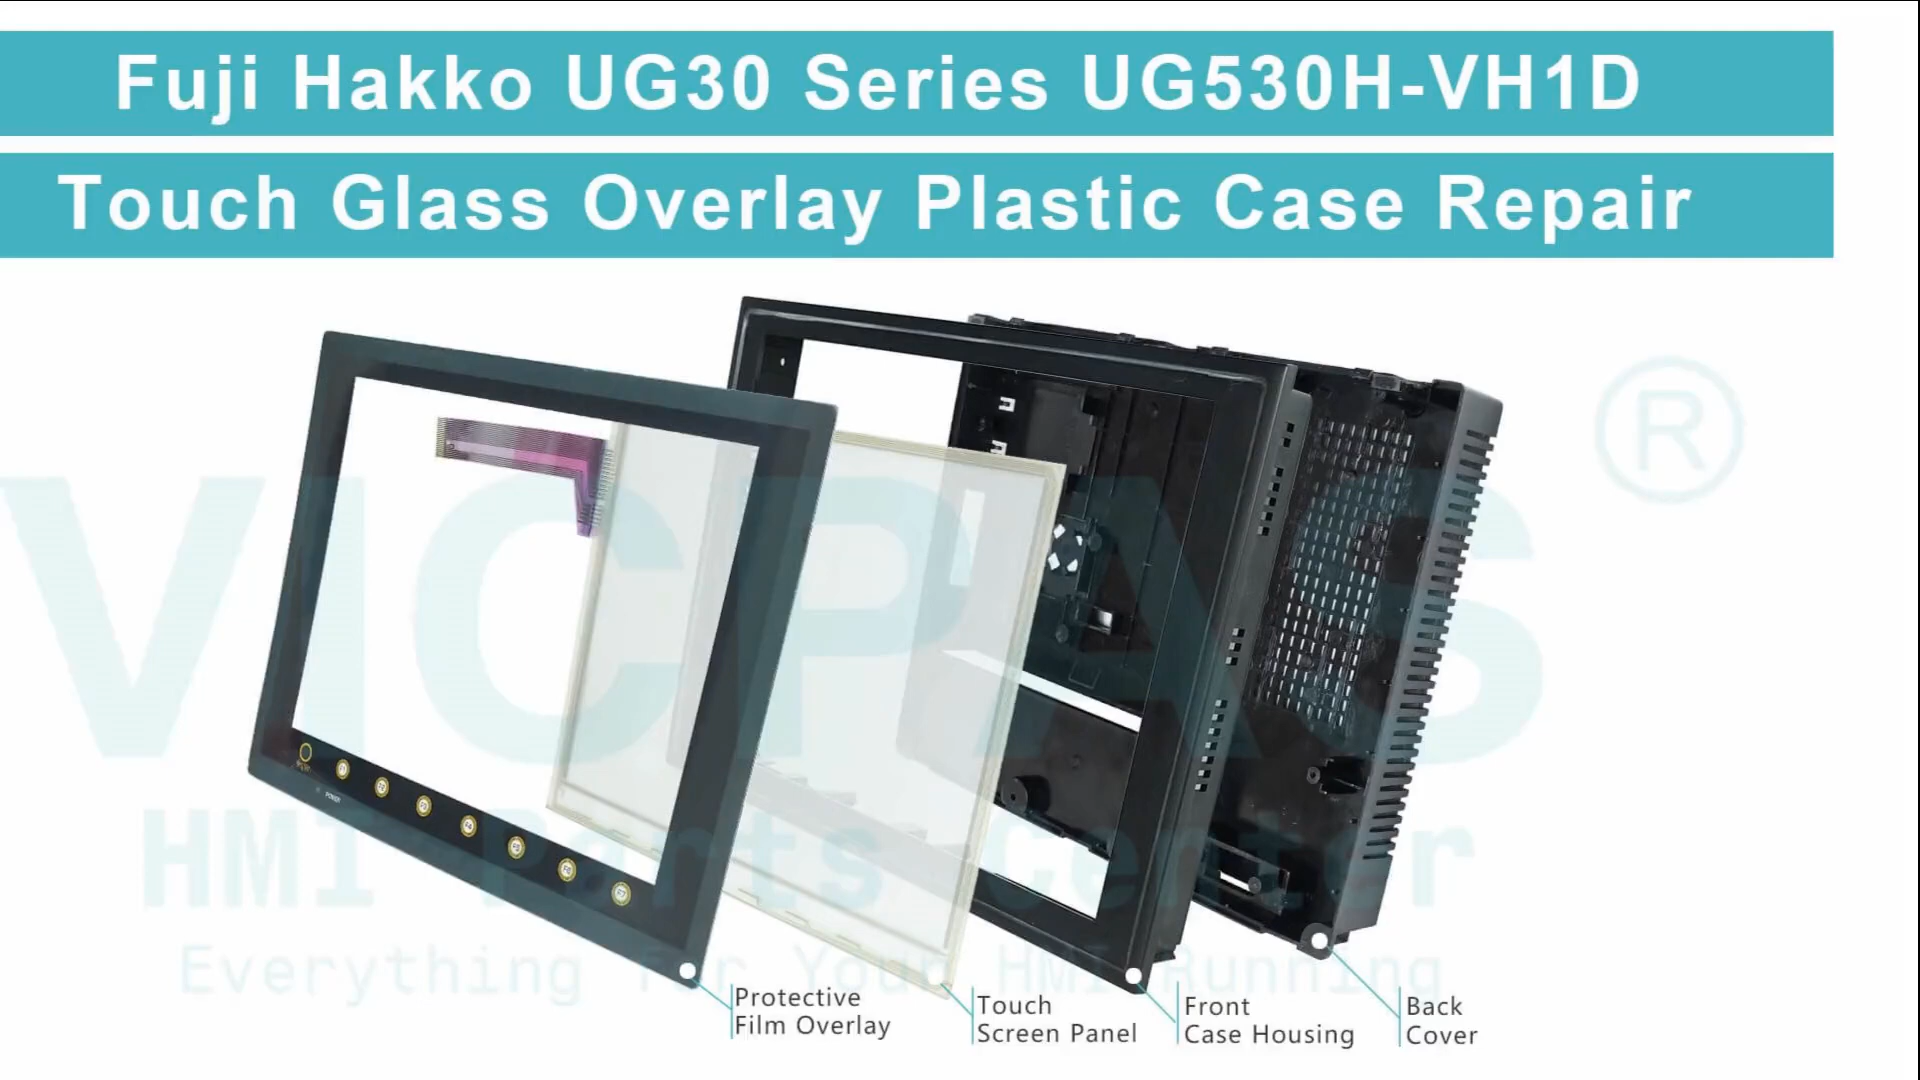 Fuji Hakko UG30 Series UG530H-VH1D
Touch Glass Overlay Plastic Case Repair
®
VICPAS
HMI Parts Center
Everything For Your HMI Running
POWER
Protective
Film Overlay
Touch
Screen Panel
Front
Case Housing
Back
Cover